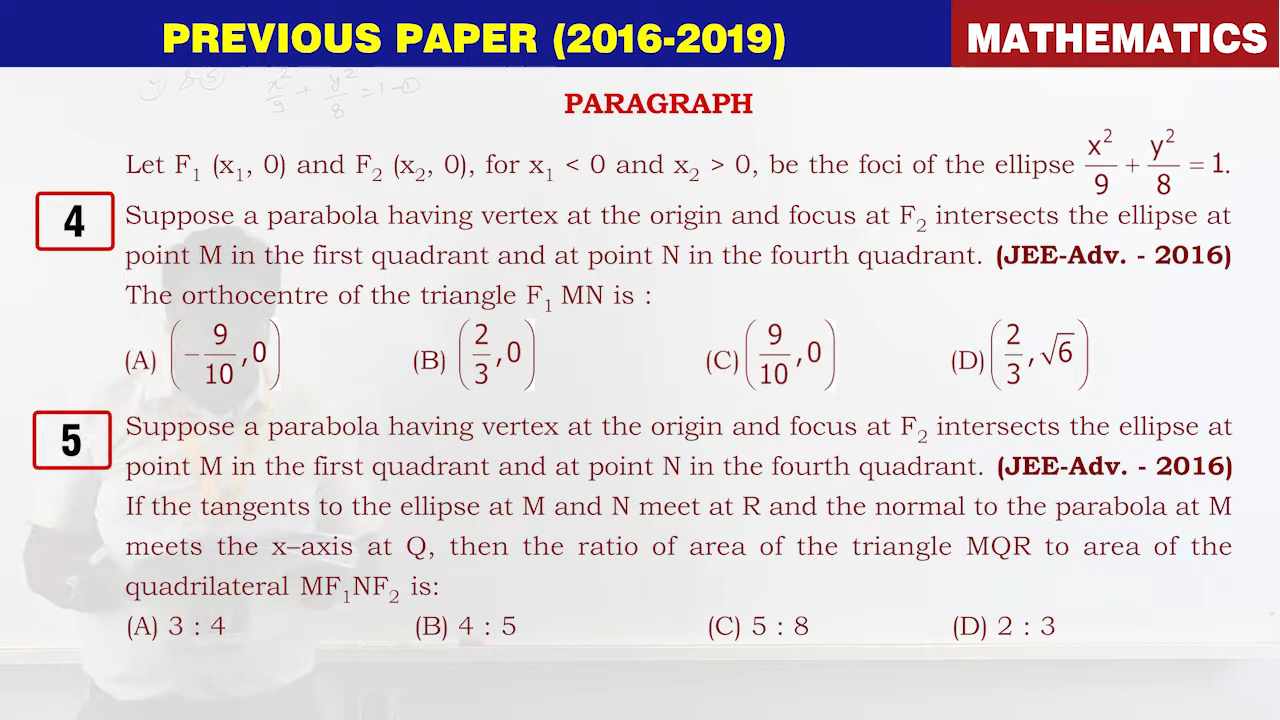 PREVIOUS PAPER (2016-2019)
MATHEMATICS
x²/9 + y²/8 = 1 - ①
PARAGRAPH
Let F₁ (x₁, 0) and F₂ (x₂, 0), for x₁ < 0 and x₂ > 0, be the foci of the ellipse x²/9 + y²/8 = 1.
4
Suppose a parabola having vertex at the origin and focus at F₂ intersects the ellipse at
point M in the first quadrant and at point N in the fourth quadrant. (JEE-Adv. - 2016)
The orthocentre of the triangle F₁ MN is :
(A) (−9/10, 0) (B) (2/3, 0) (C) (9/10, 0) (D) (2/3, √6)
5
Suppose a parabola having vertex at the origin and focus at F₂ intersects the ellipse at
point M in the first quadrant and at point N in the fourth quadrant. (JEE-Adv. - 2016)
If the tangents to the ellipse at M and N meet at R and the normal to the parabola at M
meets the x–axis at Q, then the ratio of area of the triangle MQR to area of the
quadrilateral MF₁NF₂ is:
(A) 3 : 4 (B) 4 : 5 (C) 5 : 8 (D) 2 : 3